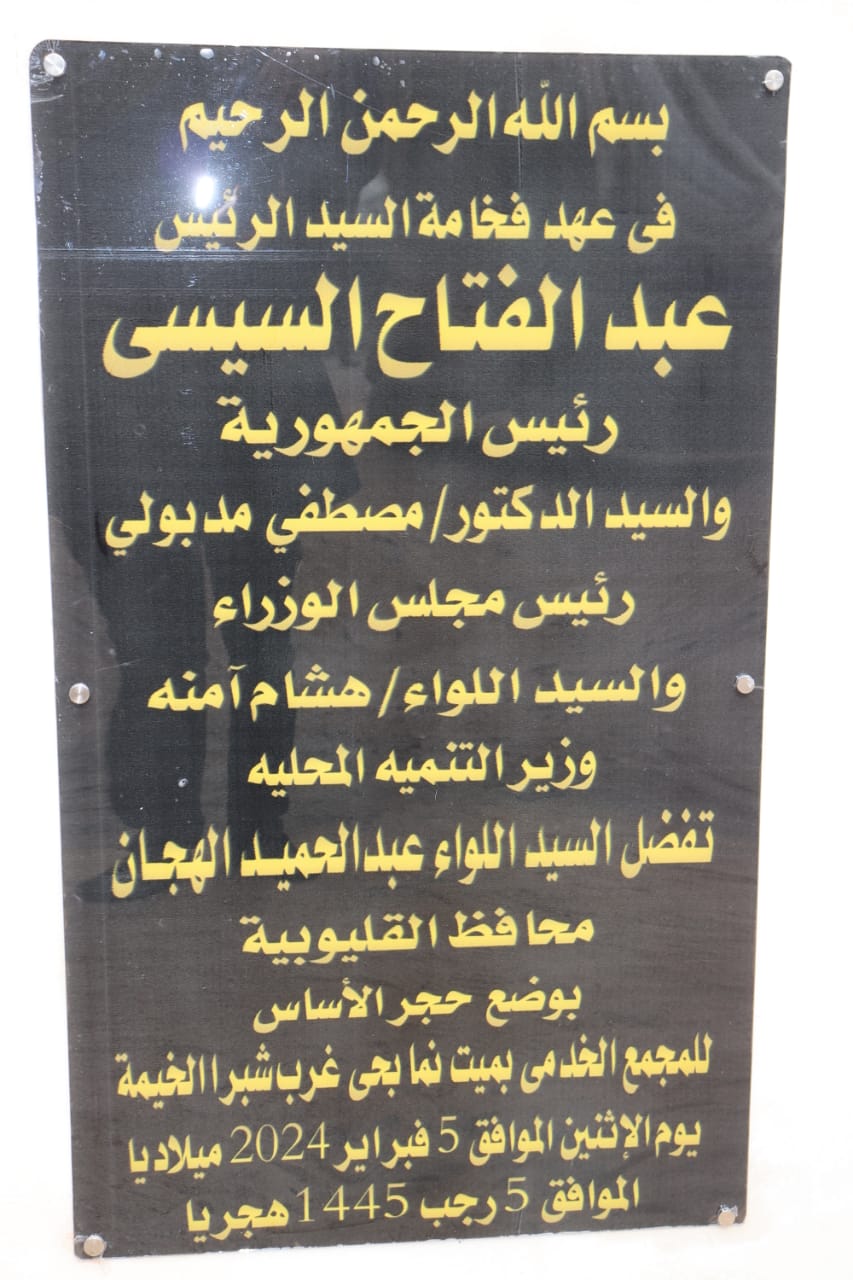 بسم الله الرحمن الرحيم
فى عهد فخامة السيد الرئيس
عبد الفتاح السيسى
رئيس الجمهورية
والسيد الدكتور/ مصطفي مدبولي
رئيس مجلس الوزراء
والسيد اللواء/ هشام آمنه
وزير التنميه المحليه
تفضل السيد اللواء عبدالحميد الهجان
محافظ القليوبية
بوضع حجر الأساس
للمجمع الخدمى بميت نما بحى غرب شبرا الخيمة
يوم الإثنين الموافق 5 فبراير 2024 ميلاديا
الموافق 5 رجب 1445 هجريا